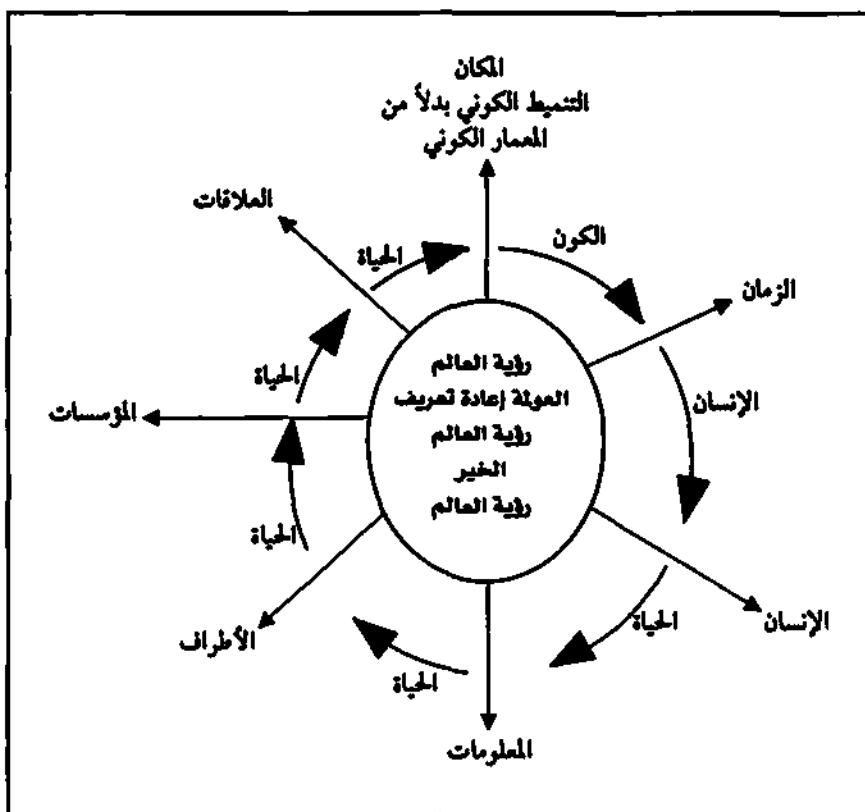 المكان
التنميط الكوني بدلاً من
المعمار الكوني
العلاقات
الحياة
الكون
الزمان
الحياة
الإنسان
المؤسسات
رؤية العالم
العولمة إعادة تعريف
رؤية العالم
الخير
رؤية العالم
الحياة
الأطراف
الحياة
الحياة
الإنسان
المعلومات